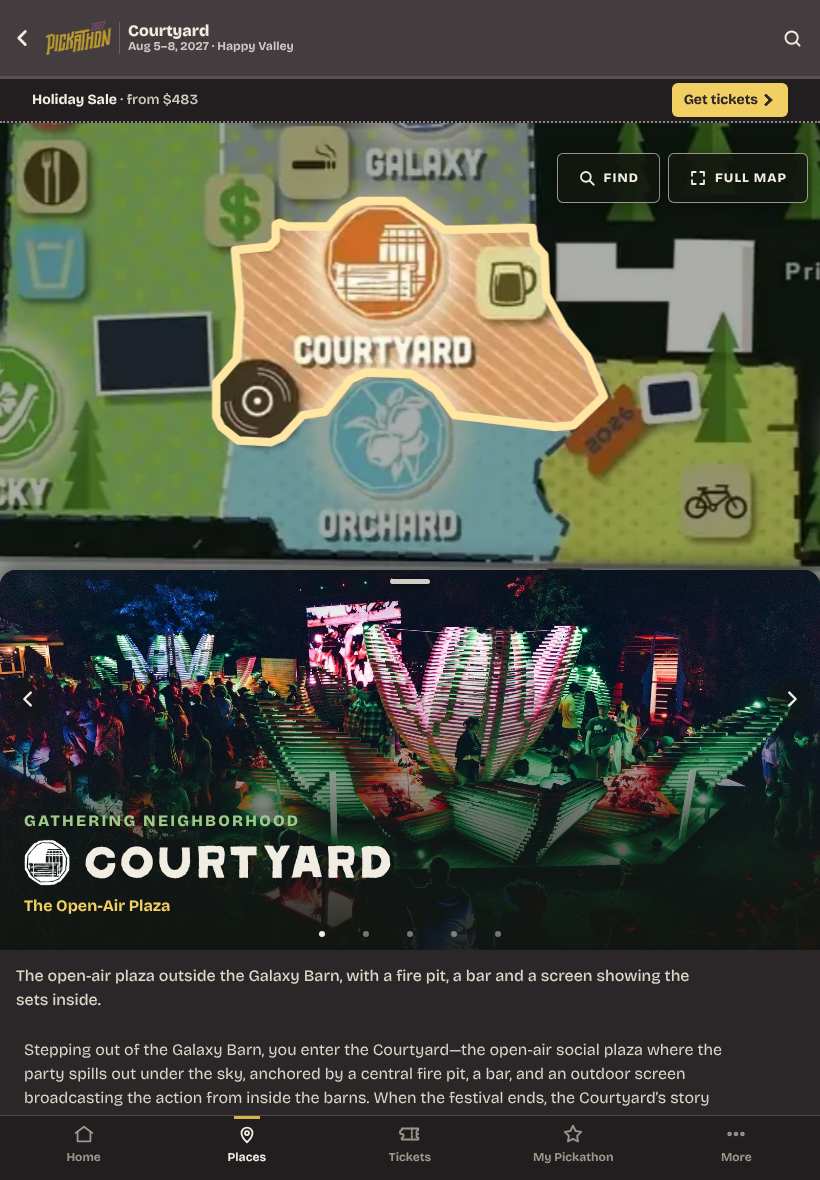 PICKATHON
Courtyard
Aug 5–8, 2027 · Happy Valley
Holiday Sale · from $483
Get tickets
GALAXY
FIND
FULL MAP
$
Pri
COURTYARD
2026
CKY
ORCHARD
GATHERING NEIGHBORHOOD
COURTYARD
The Open-Air Plaza
The open-air plaza outside the Galaxy Barn, with a fire pit, a bar and a screen showing the
sets inside.
Stepping out of the Galaxy Barn, you enter the Courtyard—the open-air social plaza where the
party spills out under the sky, anchored by a central fire pit, a bar, and an outdoor screen
broadcasting the action from inside the barns. When the festival ends, the Courtyard's story
Home
Places
Tickets
My Pickathon
More